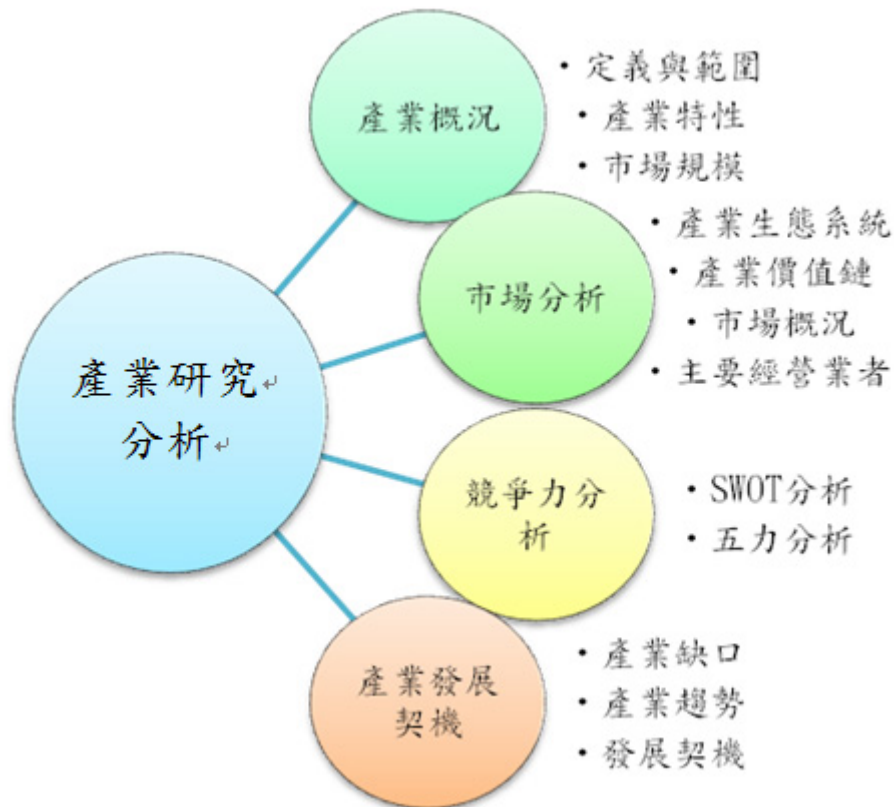 產業研究
分析
產業概況
・定義與範圍
・產業特性
・市場規模
市場分析
・產業生態系統
・產業價值鏈
・市場概況
・主要經營業者
競爭力分
析
・SWOT分析
・五力分析
產業發展
契機
・產業缺口
・產業趨勢
・發展契機